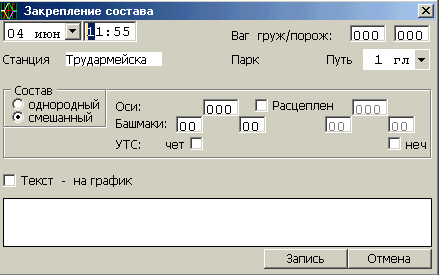 Закрепление состава
04 июн 11:55 Ваг груж/порож: 000 000
Станция Трудармейска Парк Путь 1 гл
Состав
однородный
смешанный
Оси: 000 Расцеплен 000
Башмаки: 00 00 00 00
УТС: чет неч
Текст - на график
Запись Отмена